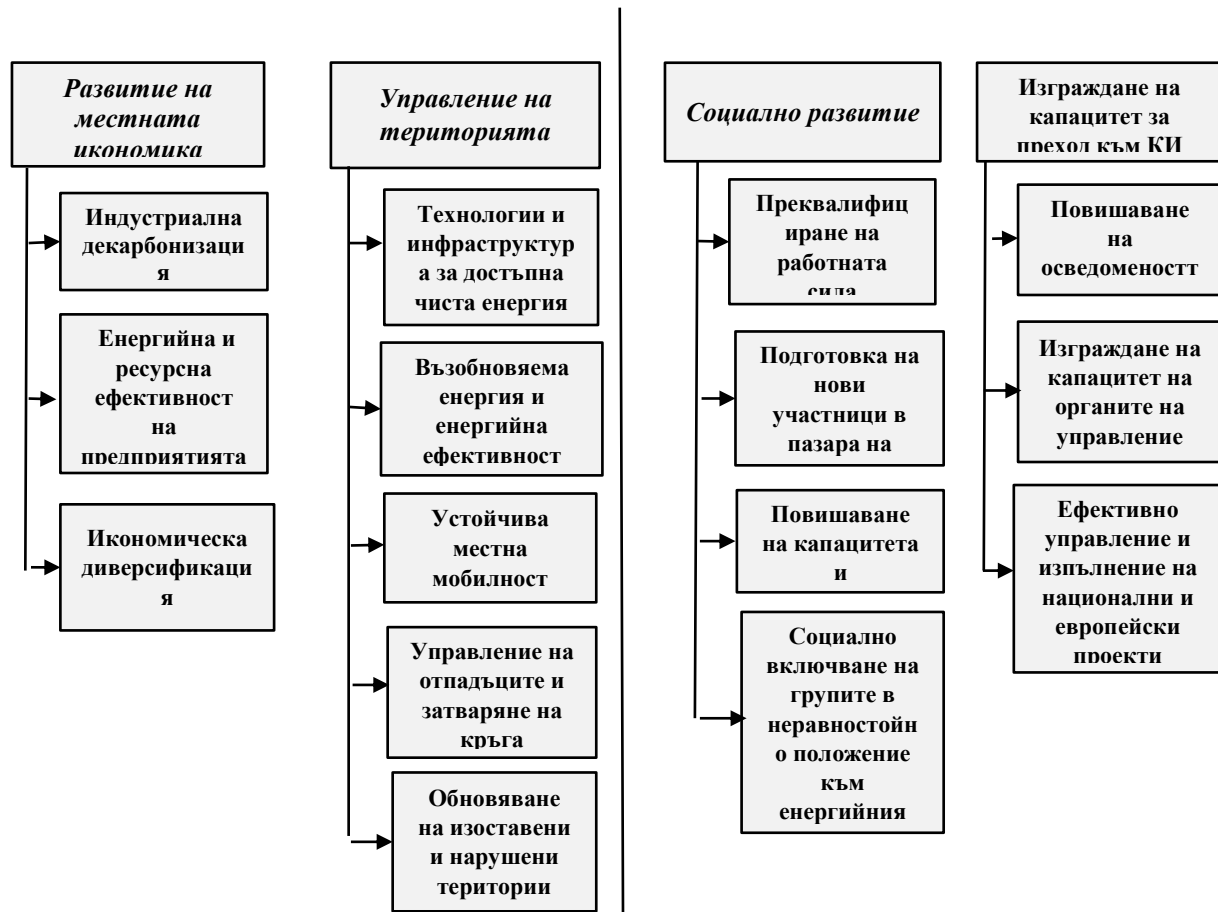 Развитие на
местната
икономика
Индустриална
декарбонизаци
я
Енергийна и
ресурсна
ефективност
на
предприятията
Икономическа
диверсификаци
я
Управление на
територията
Технологии и
инфраструктур
а за достъпна
чиста енергия
Възобновяема
енергия и
енергийна
ефективност
Устойчива
местна
мобилност
Управление на
отпадъците и
затваряне на
кръга
Обновяване
на изоставени
и нарушени
територии
Социално развитие
Преквалифиц
иране на
работната
сила
Подготовка на
нови
участници в
пазара на
Повишаване
на капацитета
и
Социално
включване на
групите в
неравностойн
о положение
към
енергийния
Изграждане на
капацитет за
преход към КИ
Повишаване
на
осведоменост
Изграждане на
капацитет на
органите на
управление
Ефективно
управление и
изпълнение на
национални и
европейски
проекти